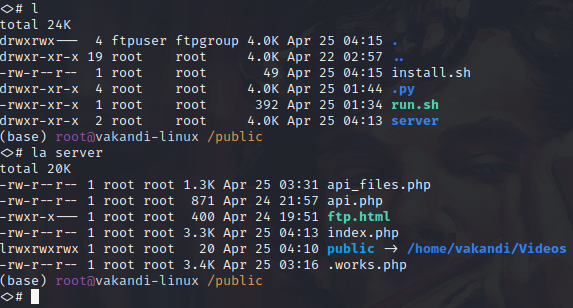 <># l
total 24K
drwxrwx--- 4 ftpuser ftpgroup 4.0K Apr 25 04:15 .
drwxr-xr-x 19 root root 4.0K Apr 22 02:57 ..
-rw-r--r-- 1 root root 49 Apr 25 04:15 install.sh
drwxr-xr-x 4 root root 4.0K Apr 25 01:44 .py
-rwxr-xr-x 1 root root 392 Apr 25 01:34 run.sh
drwxr-xr-x 2 root root 4.0K Apr 25 04:13 server
(base) root@vakandi-linux /public
<># la server
total 20K
-rw-r--r-- 1 root root 1.3K Apr 25 03:31 api_files.php
-rw-r--r-- 1 root root 871 Apr 24 21:57 api.php
-rwxr-x--- 1 root root 400 Apr 24 19:51 ftp.html
-rw-r--r-- 1 root root 3.3K Apr 25 04:13 index.php
lrwxrwxrwx 1 root root 20 Apr 25 04:10 public -> /home/vakandi/Videos
-rw-r--r-- 1 root root 3.4K Apr 25 03:16 .works.php
(base) root@vakandi-linux /public
<>#